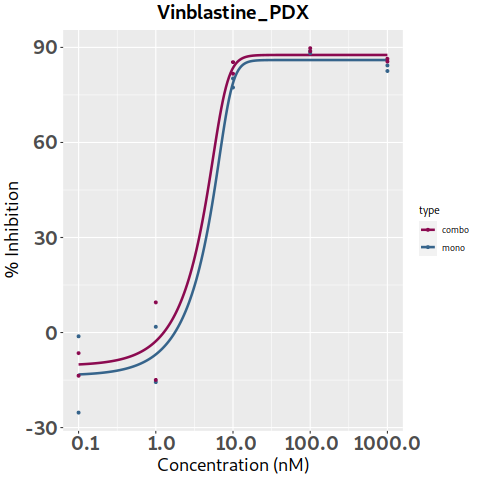 Vinblastine_PDX
% Inhibition
90
60
30
0
-30
0.1 1.0 10.0 100.0 1000.0
Concentration (nM)
type
combo
mono